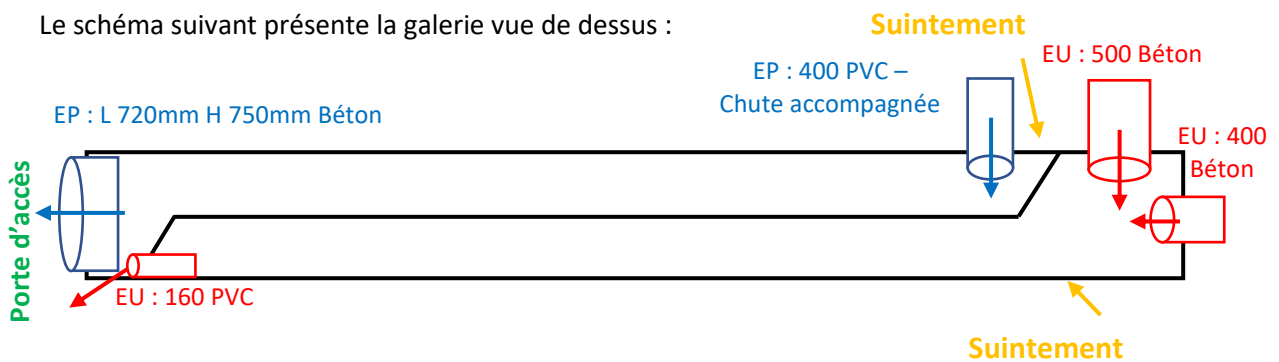 Le schéma suivant présente la galerie vue de dessus :
Suintement
EU : 500 Béton
EP : 400 PVC –
Chute accompagnée
EP : L 720mm H 750mm Béton
EU : 400
Béton
Porte d’accès
EU : 160 PVC
Suintement